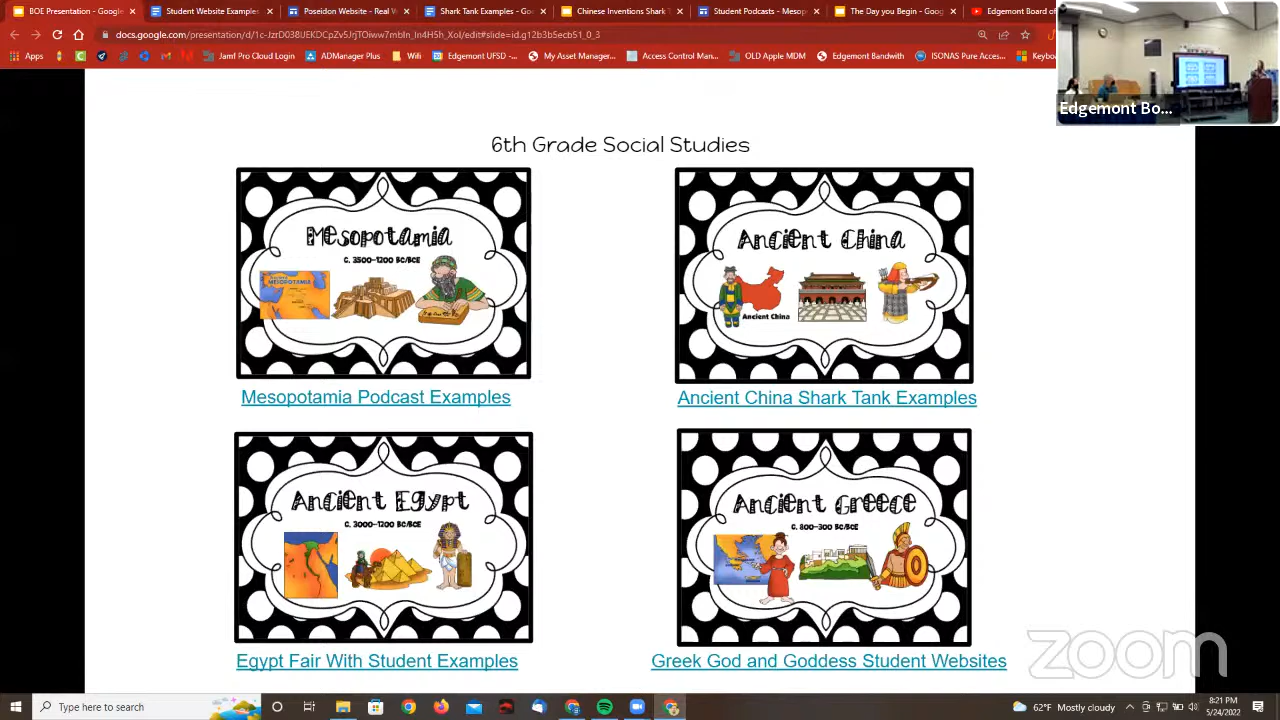 BOE Presentation - Google
Student Website Examples
Poseidon Website - Real W
Shark Tank Examples - Goo
Chinese Inventions Shark T
Student Podcasts - Mesop
The Day you Begin - Goog
Edgemont Board of
docs.google.com/presentation/d/1c-JzrD038UEKDCpZv5JrjTOiww7mbln_In4H5h_XoI/edit#slide=id.g12b3b5ecb51_0_3
Apps
Jamf Pro Cloud Login
ADManager Plus
Wifi
Edgemont UFSD -...
My Asset Manager...
Access Control Man...
OLD Apple MDM
Edgemont Bandwith
ISONAS Pure Acces...
Keybo
Edgemont Bo...
6th Grade Social Studies
Mesopotamia
C. 3500-1200 BC/BCE
MESOPOTAMIA
Mesopotamia Podcast Examples
Ancient China
Ancient China
Ancient China Shark Tank Examples
Ancient Egypt
C. 3000-1200 BC/BCE
Egypt Fair With Student Examples
Ancient Greece
C. 800-300 BC/BCE
Greek God and Goddess Student Websites
zoom
Type here to search
62°F Mostly cloudy
8:21 PM
5/24/2022